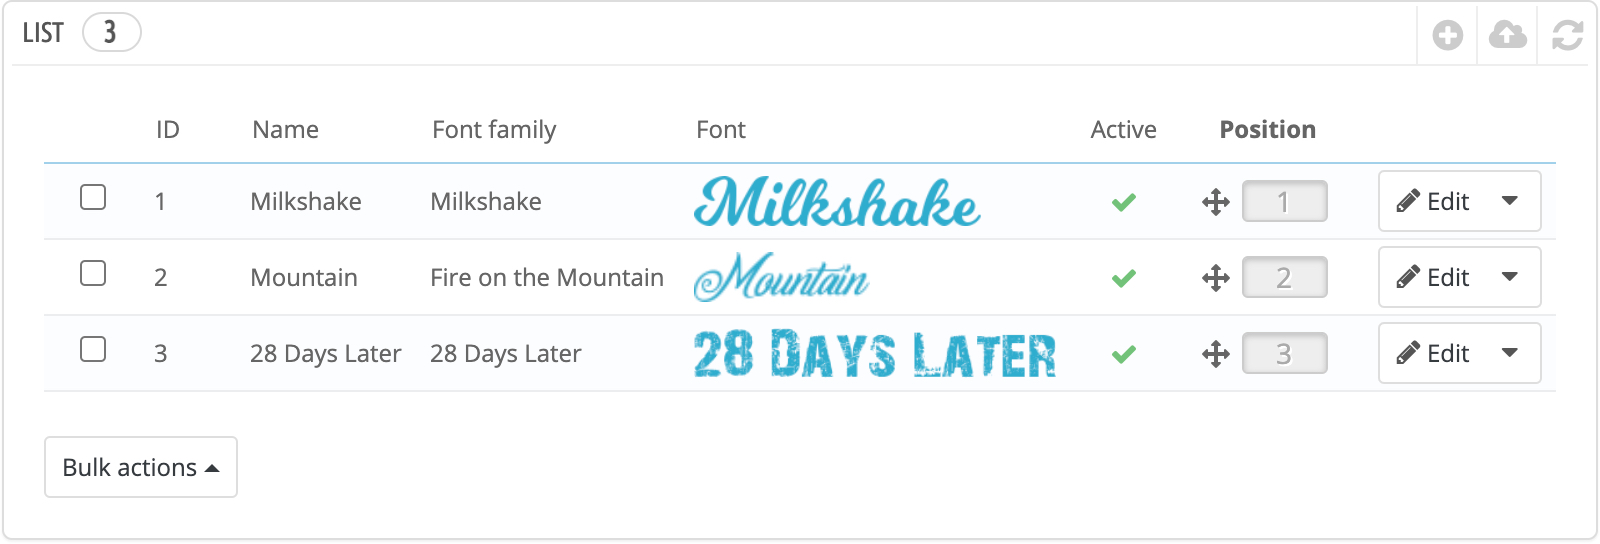 LIST 3
ID Name Font family Font Active Position
1 Milkshake Milkshake Milkshake 1 Edit
2 Mountain Fire on the Mountain Mountain 2 Edit
3 28 Days Later 28 Days Later 28 DAYS LATER 3 Edit
Bulk actions